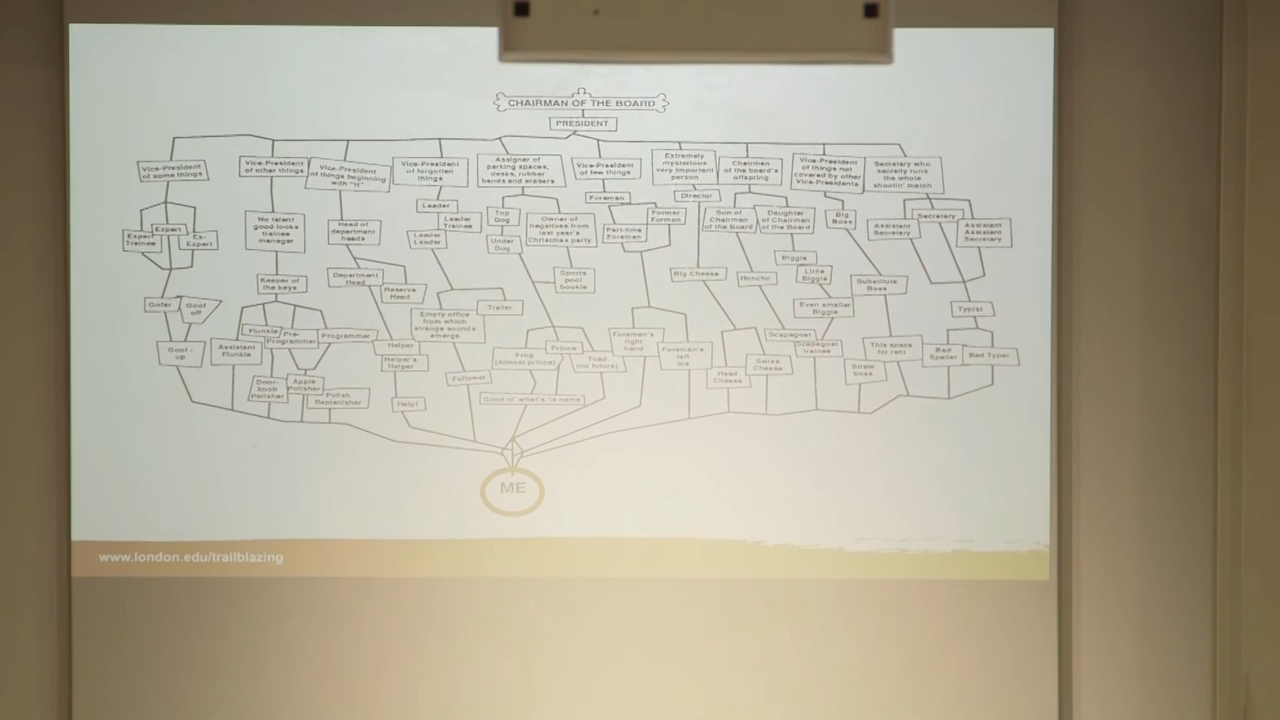 CHAIRMAN OF THE BOARD
PRESIDENT
Vice-President
of some things
Vice-President
of other things
Vice-President
of things beginning
with "H"
Vice-President
of forgotten
things
Assigner of
parking spaces,
desks, rubber
bands and erasers
Vice-President
of few things
Extremely
mysterious
very important
person
Chairman
of the board's
offspring
Vice-President
of things not
covered by other
Vice-Presidents
Secretary who
secretly runs
the whole
shootin' match
Expert
Trainee
Expert
Ex-
Expert
No talent
good looks
trainee
manager
Head of
department
heads
Leader
Leader
Trainee
Leader
Leader
Top
Dog
Under
Dog
Owner of
negatives from
last year's
Christmas party
Foreman
Part-time
Foreman
Former
Forman
Director
Son of
Chairman
of the Board
Daughter
of Chairman
of the Board
Big
Boss
Assistant
Secretary
Secretary
Assistant
Assistant
Secretary
Keeper of
the keys
Department
Head
Reserve
Head
Sports
pool
bookie
Big Cheese
Honcho
Biggie
Little
Biggie
Substitute
Boss
Gofer
Goof
off
Goof-
up
Flunkie
Pre-
Programmer
Programmer
Assistant
Flunkie
Door-
knob
Polisher
Apple
Polisher
Polish
Replenisher
Helper
Helper's
Helper
Help!
Empty office
from which
strange sounds
emerge
Trailer
Follower
Frog
(Almost prince)
Prince
Toad
(no future)
Good ol' what's 'is name
Foreman's
right
hand
Foreman's
left
toe
Head
Cheese
Swiss
Cheese
Even smaller
Biggie
Scapegoat
Scapegoat
trainee
Straw
boss
This space
for rent
Typist
Bad
Speller
Bad Typer
ME
www.london.edu/trailblazing